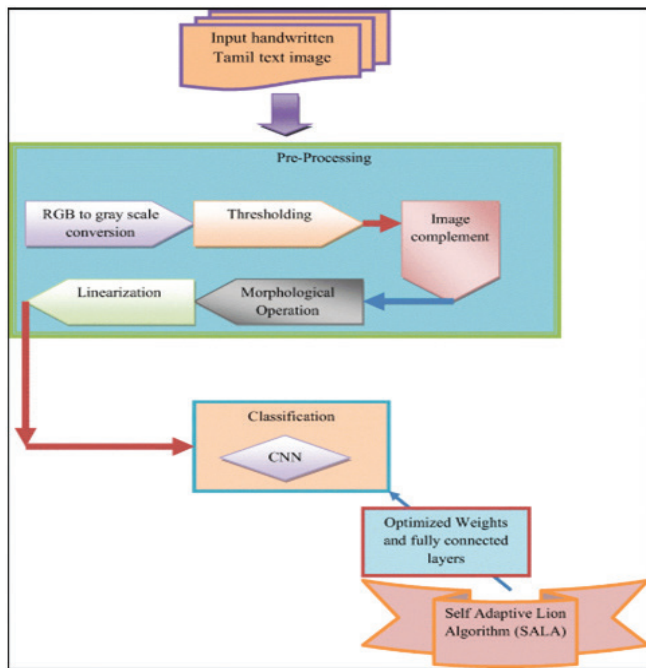 Input handwritten
Tamil text image
Pre-Processing
RGB to gray scale
conversion
Thresholding
Image
complement
Morphological
Operation
Linearization
Classification
CNN
Optimized Weights
and fully connected
layers
Self Adaptive Lion
Algorithm (SALA)